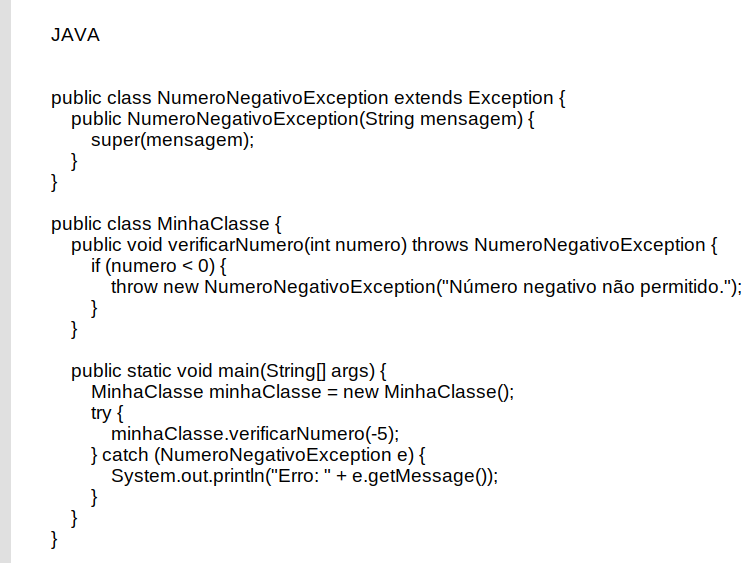 JAVA
public class NumeroNegativoException extends Exception {
public NumeroNegativoException(String mensagem) {
super(mensagem);
}
}
public class MinhaClasse {
public void verificarNumero(int numero) throws NumeroNegativoException {
if (numero < 0) {
throw new NumeroNegativoException("Número negativo não permitido.");
}
}
public static void main(String[] args) {
MinhaClasse minhaClasse = new MinhaClasse();
try {
minhaClasse.verificarNumero(-5);
} catch (NumeroNegativoException e) {
System.out.println("Erro: " + e.getMessage());
}
}
}